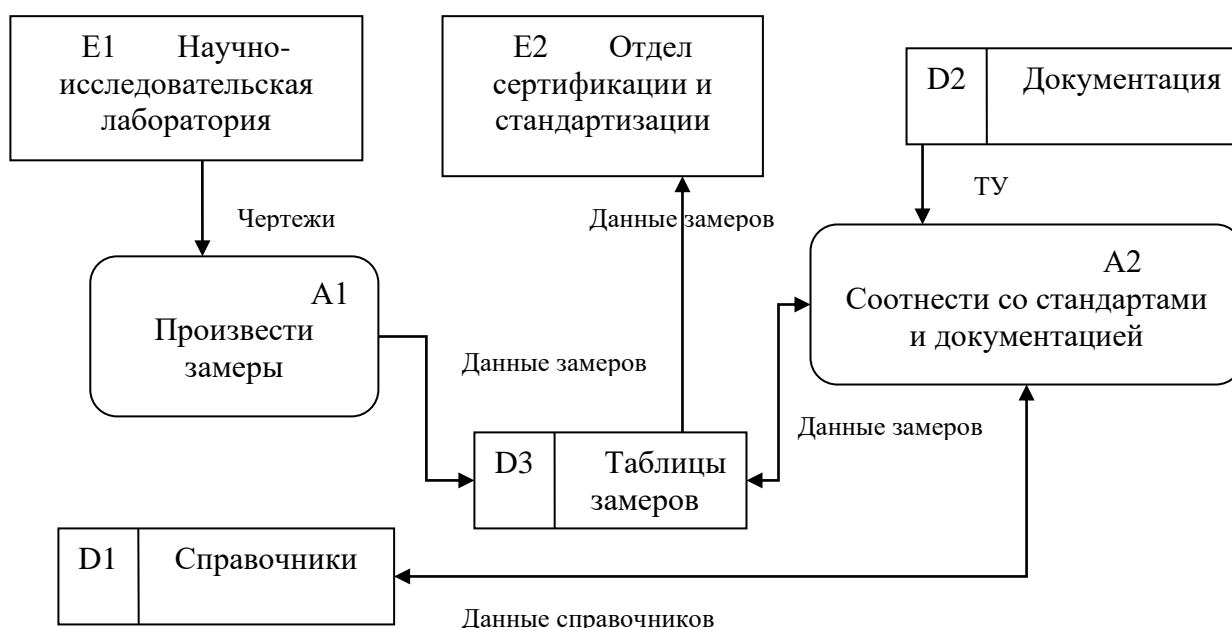 E1 Научно-
исследовательская
лаборатория
E2 Отдел
сертификации и
стандартизации
D2 Документация
Чертежи
Данные замеров
ТУ
A1
Произвести
замеры
A2
Соотнести со стандартами
и документацией
Данные замеров
Данные замеров
D3 Таблицы
замеров
D1 Справочники
Данные справочников